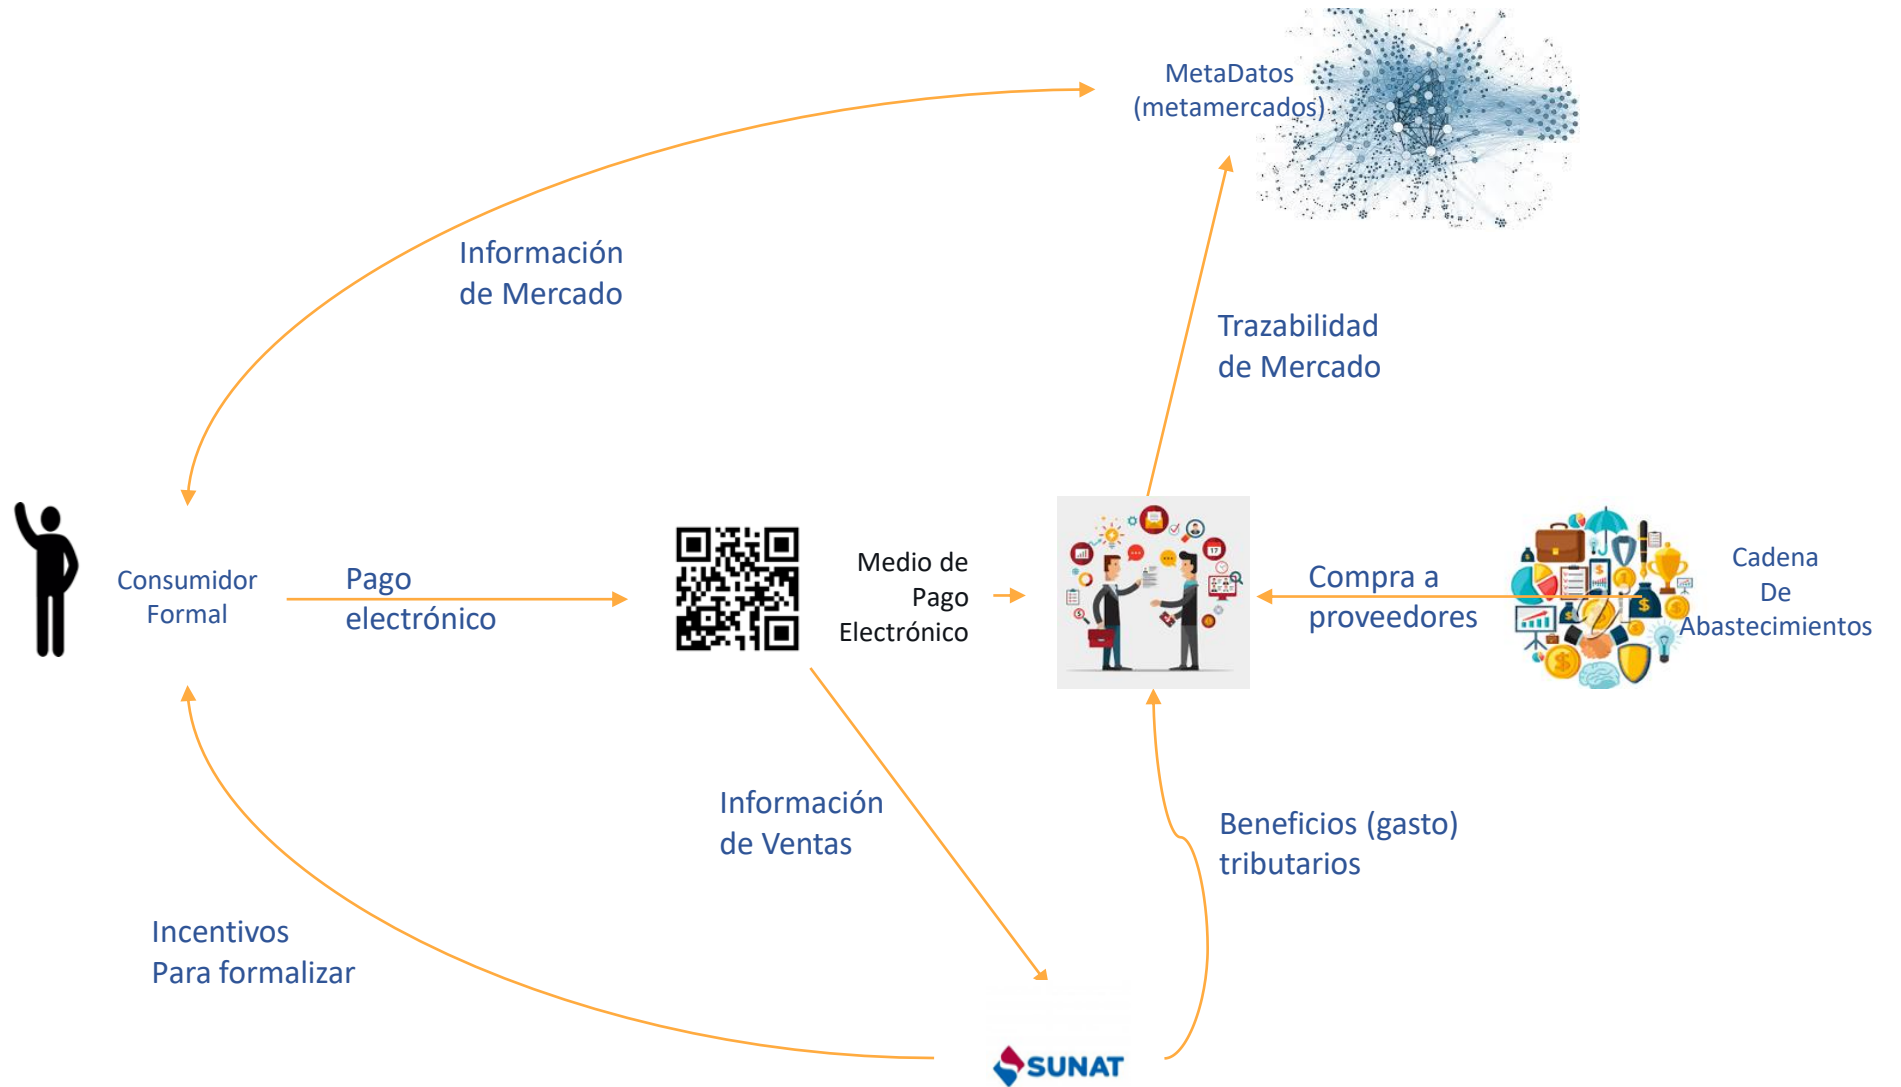 MetaDatos
(metamercados)
Información
de Mercado
Trazabilidad
de Mercado
Consumidor
Formal
Pago
electrónico
Medio de
Pago
Electrónico
17
Compra a
proveedores
Cadena
De
Abastecimientos
Información
de Ventas
Beneficios (gasto)
tributarios
Incentivos
Para formalizar
SUNAT